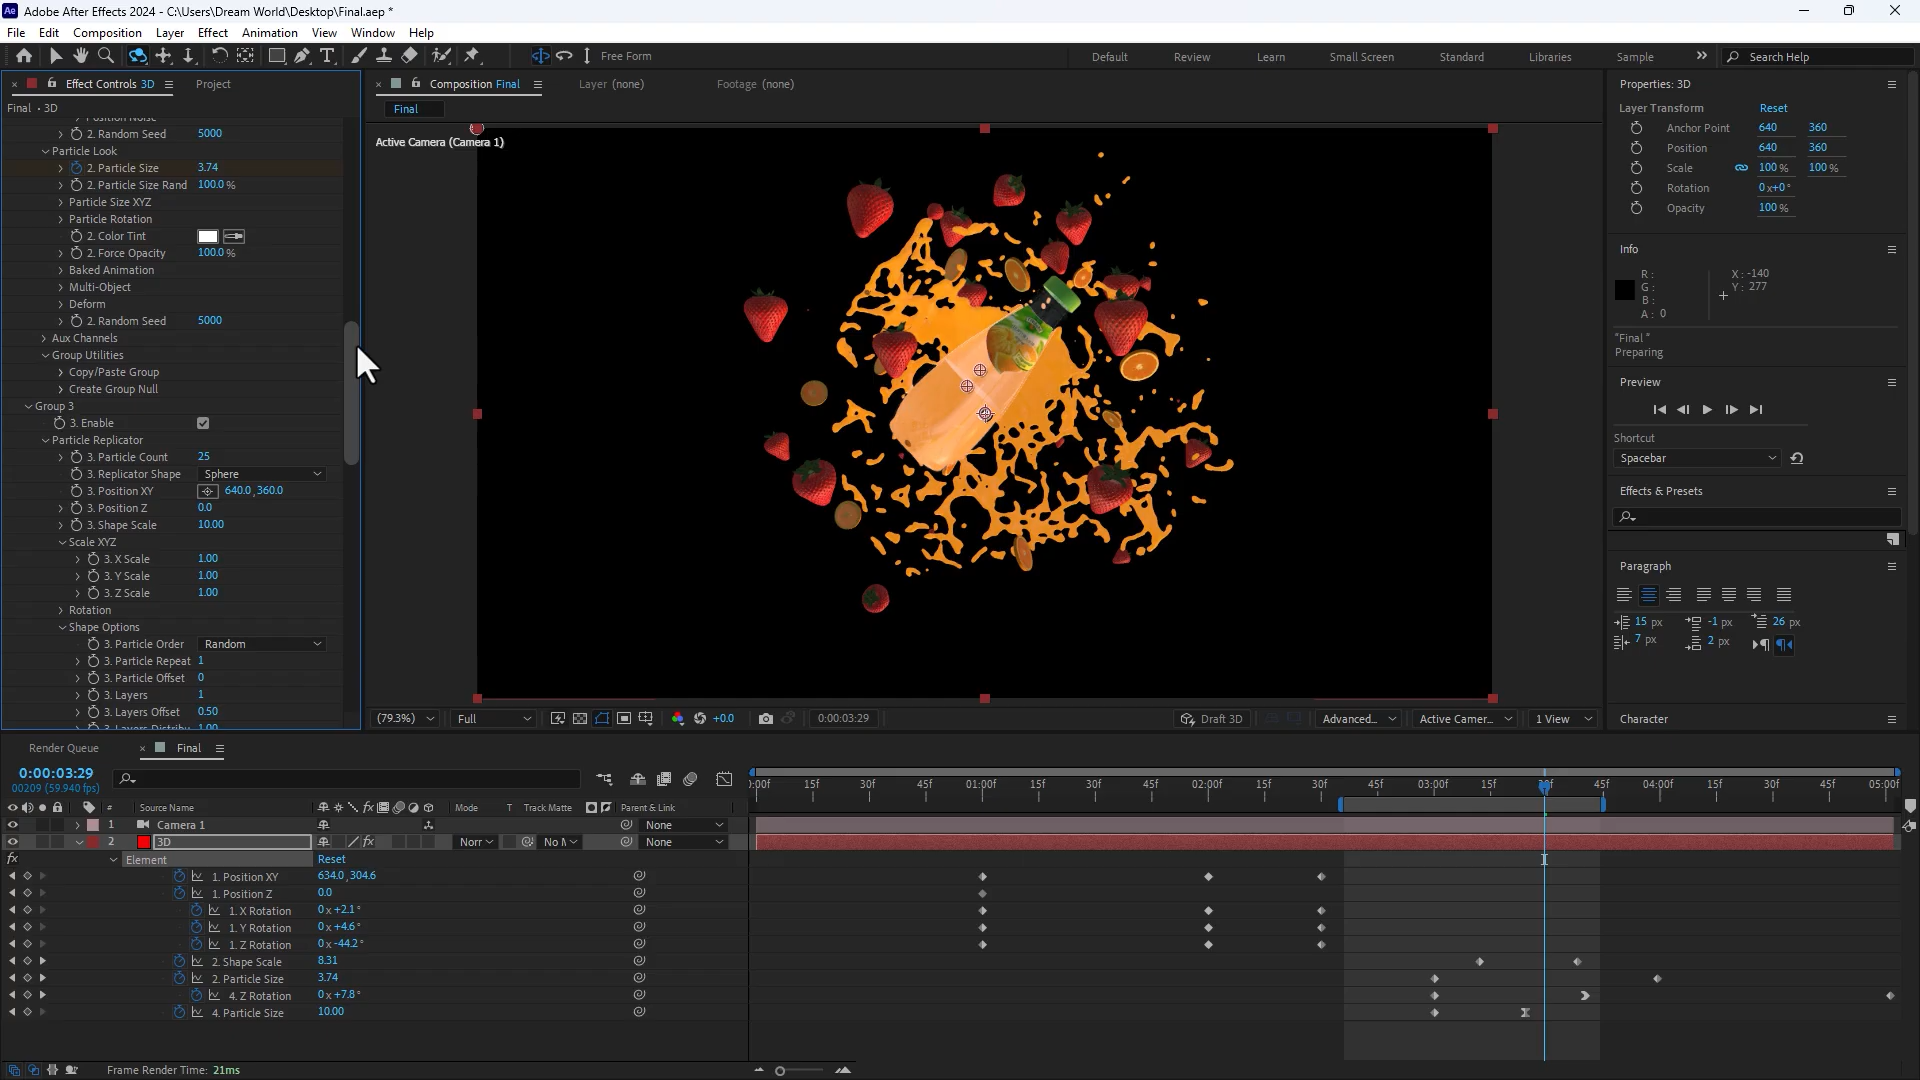 Ae Adobe After Effects 2024 - C:\Users\Dream World\Desktop\Final.aep *
File Edit Composition Layer Effect Animation View Window Help
Free Form Default Review Learn Small Screen Standard Libraries Sample Search Help
Effect Controls 3D Project
Final • 3D
Position Noise
2. Random Seed 5000
Particle Look
2. Particle Size 3.74
2. Particle Size Rand 100.0 %
Particle Size XYZ
Particle Rotation
2. Color Tint
2. Force Opacity 100.0 %
Baked Animation
Multi-Object
Deform
2. Random Seed 5000
Aux Channels
Group Utilities
Copy/Paste Group
Create Group Null
Group 3
3. Enable
Particle Replicator
3. Particle Count 25
3. Replicator Shape Sphere
3. Position XY 640.0, 360.0
3. Position Z 0.0
3. Shape Scale 10.00
Scale XYZ
3. X Scale 1.00
3. Y Scale 1.00
3. Z Scale 1.00
Rotation
Shape Options
3. Particle Order Random
3. Particle Repeat 1
3. Particle Offset 0
3. Layers 1
3. Layers Offset 0.50
Composition Final Layer (none) Footage (none)
Final
Active Camera (Camera 1)
(79.3%) Full +0.0 0:00:03:29 Draft 3D Advanced... Active Camer... 1 View
Properties: 3D
Layer Transform Reset
Anchor Point 640 360
Position 640 360
Scale 100 % 100 %
Rotation 0 x+0°
Opacity 100 %
Info
R: X: -140
G: Y: 277
B:
A: 0
"Final"
Preparing
Preview
Shortcut
Spacebar
Effects & Presets
Paragraph
15 px -1 px 26 px
7 px 2 px
Character
Render Queue Final
0:00:03:29
00209 (59.940 fps)
# Source Name fx Mode T Track Matte Parent & Link
1 Camera 1 None
2 3D fx Norr No M None
fx Element Reset
1. Position XY 634.0, 304.6
1. Position Z 0.0
1. X Rotation 0 x+2.1°
1. Y Rotation 0 x+4.6°
1. Z Rotation 0 x-44.2°
2. Shape Scale 8.31
2. Particle Size 3.74
4. Z Rotation 0 x+7.8°
4. Particle Size 10.00
:00f 15f 30f 45f 01:00f 15f 30f 45f 02:00f 15f 30f 45f 03:00f 15f 45f 04:00f 15f 30f 45f 05:00f
Frame Render Time: 21ms